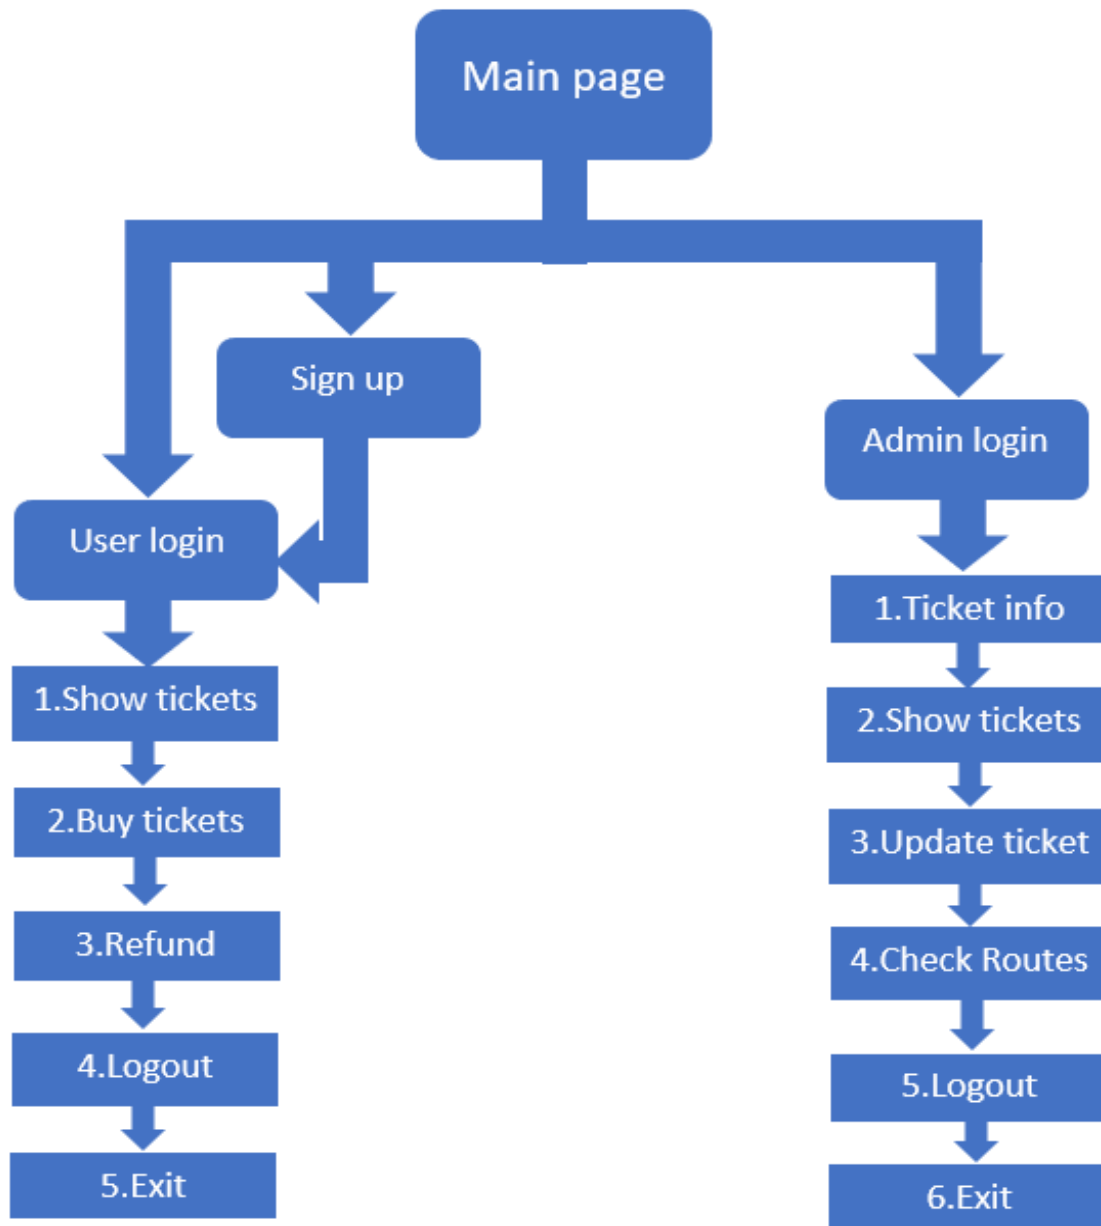 Main page
Sign up
User login
1.Show tickets
2.Buy tickets
3.Refund
4.Logout
5.Exit
Admin login
1.Ticket info
2.Show tickets
3.Update ticket
4.Check Routes
5.Logout
6.Exit